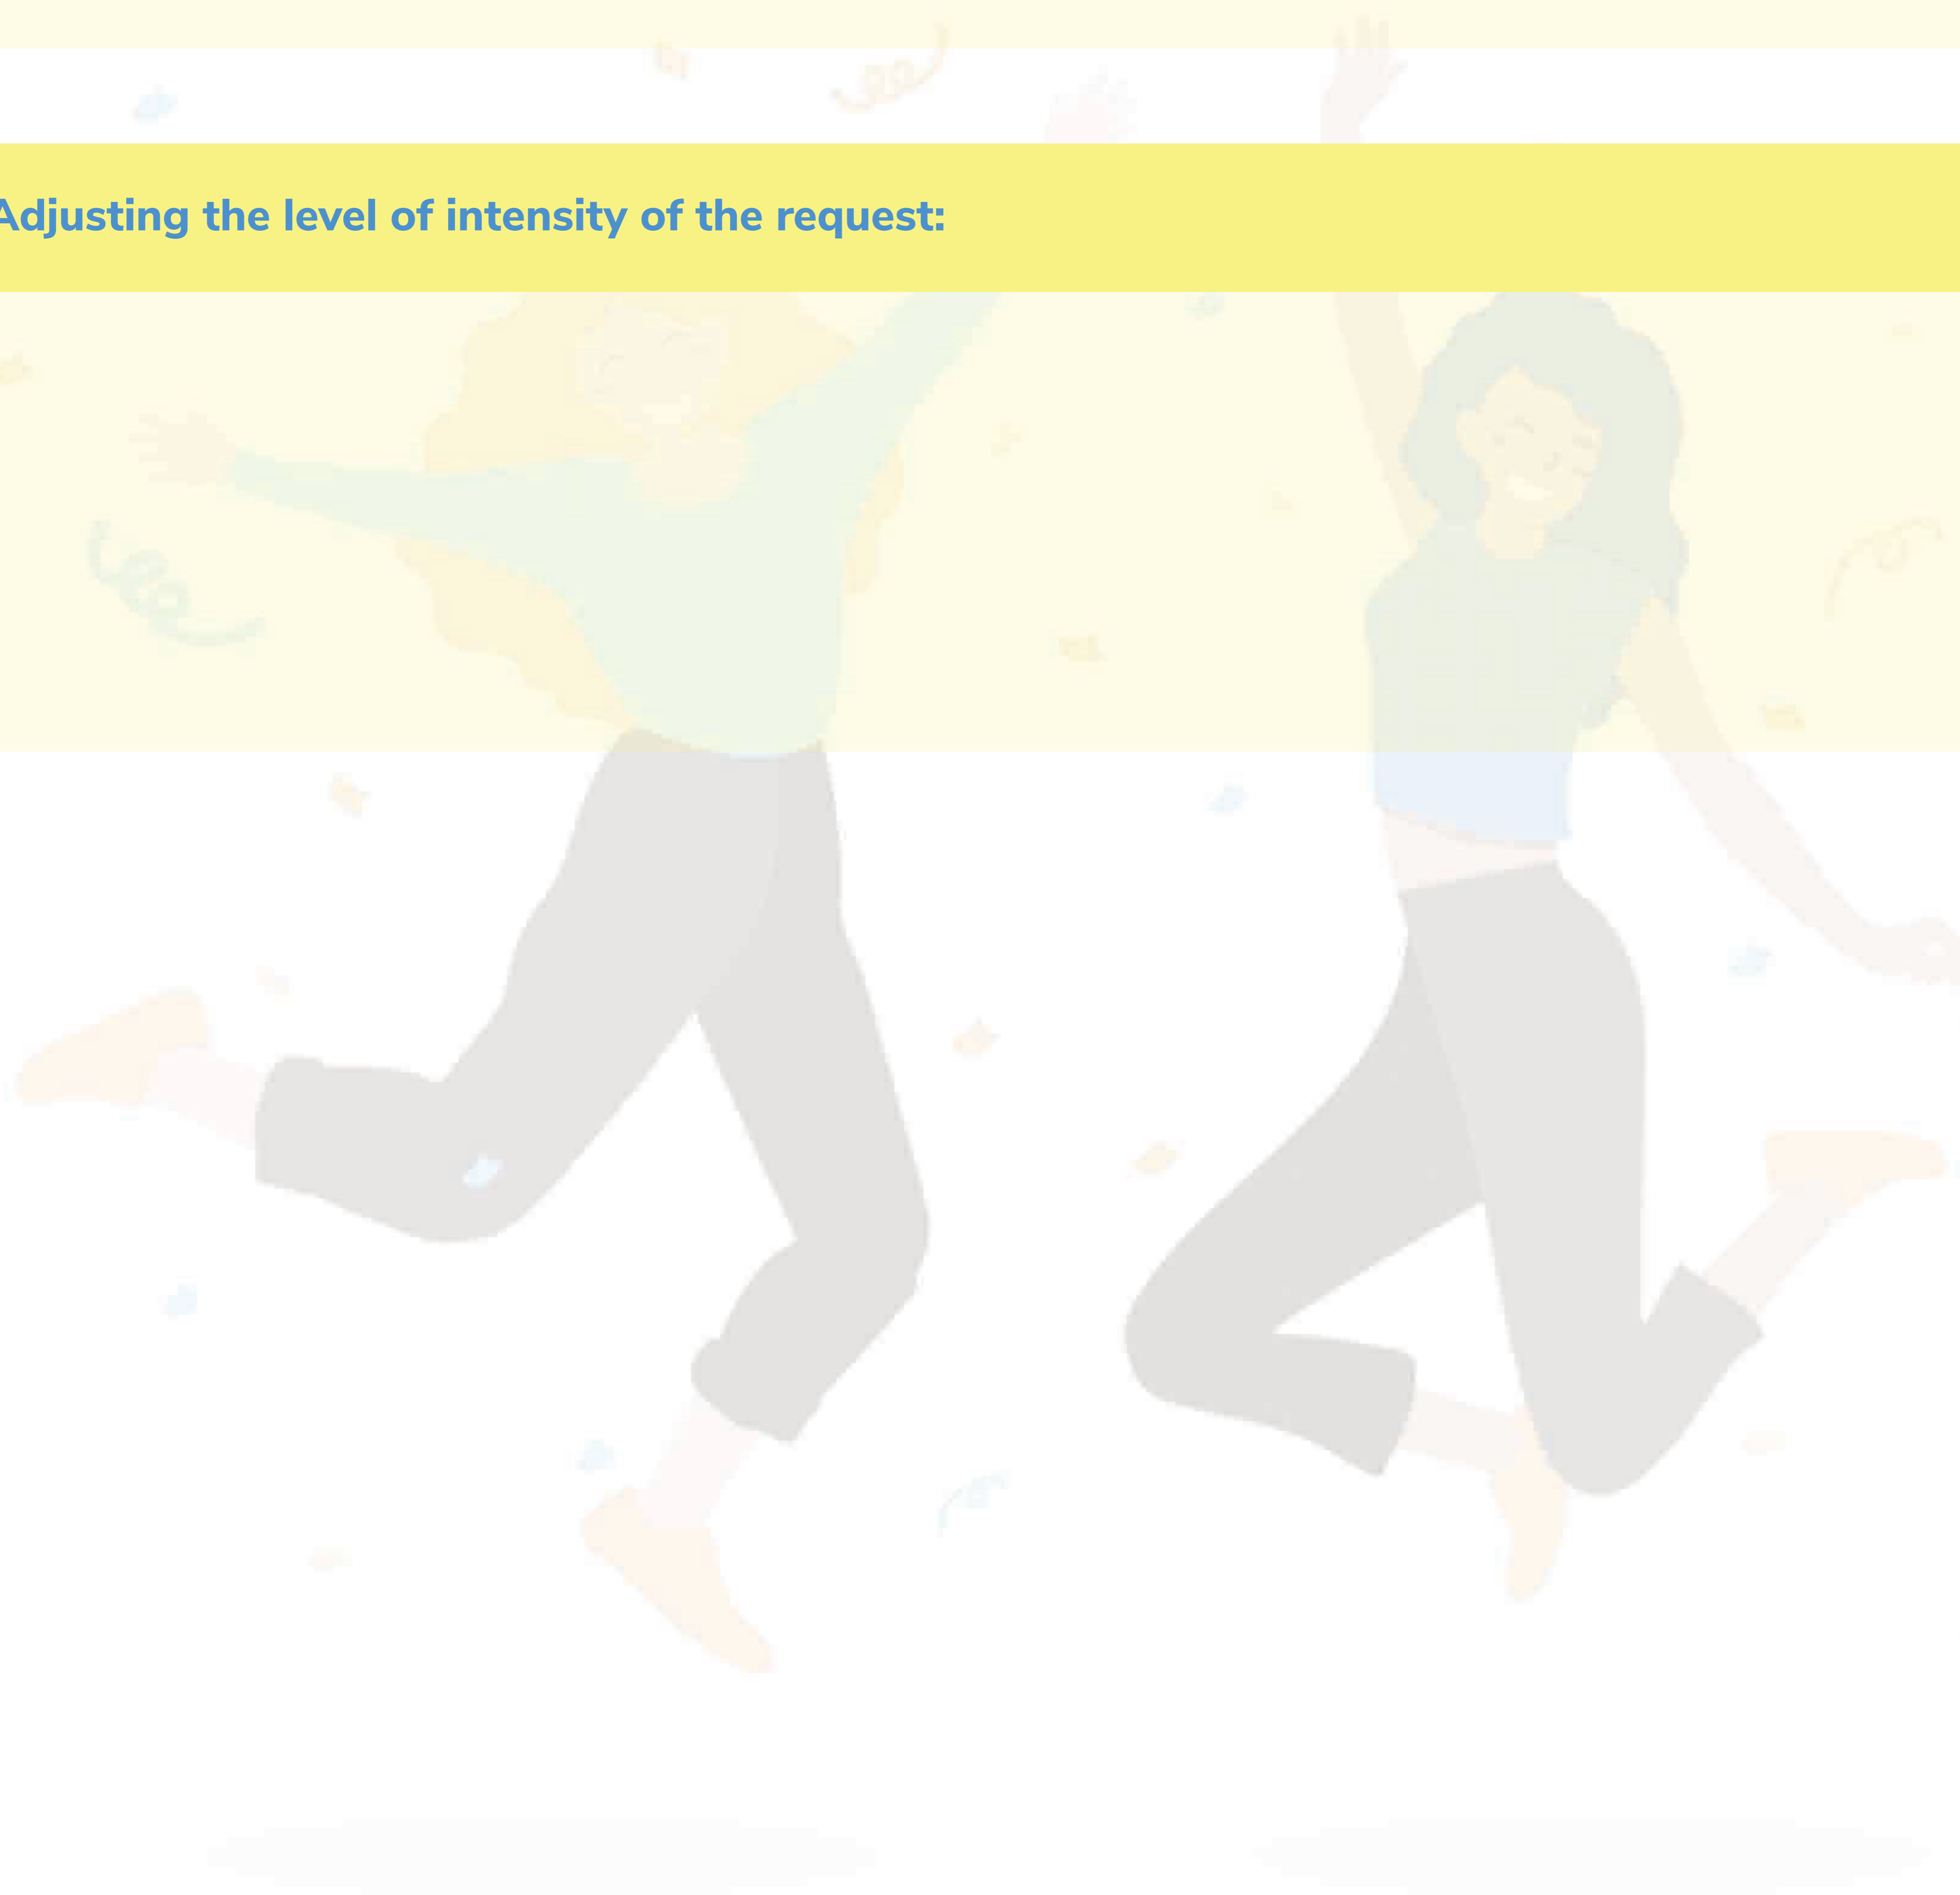 Adjusting the level of intensity of the request: